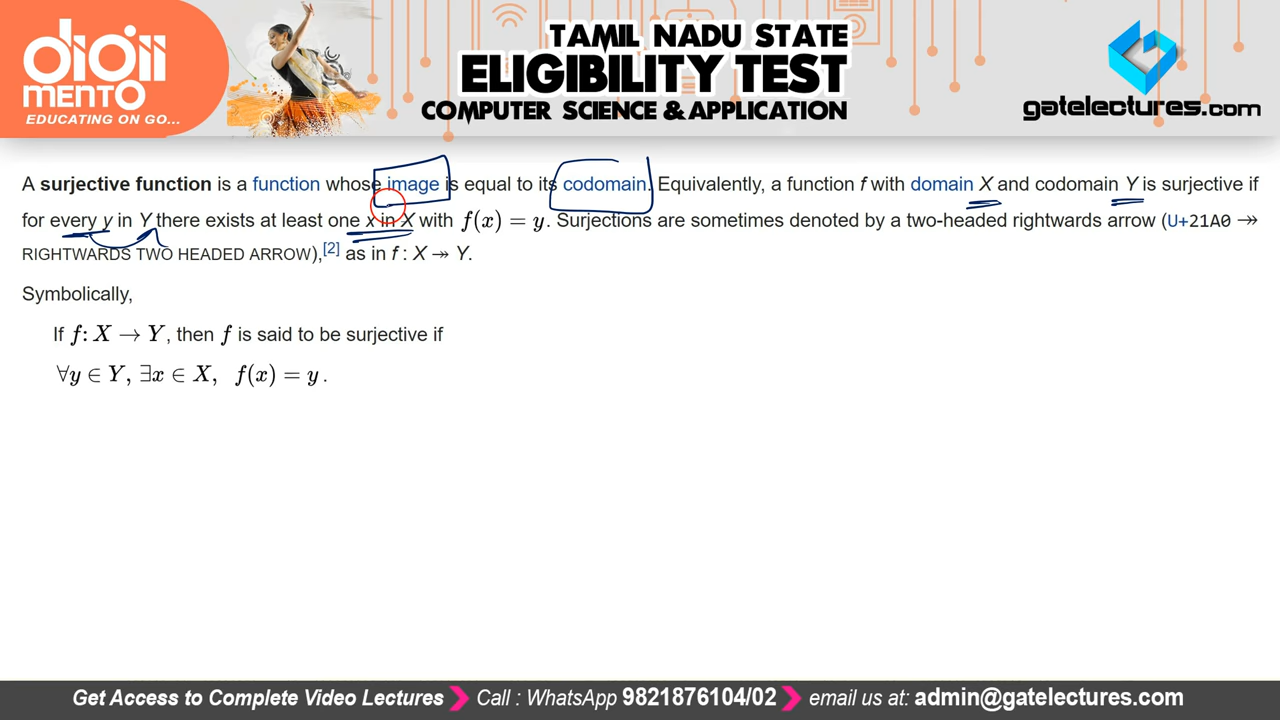 diGii
mENTO
EDUCATING ON GO...
TAMIL NADU STATE
ELIGIBILITY TEST
COMPUTER SCIENCE & APPLICATION
gatelectures.com
A surjective function is a function whose image is equal to its codomain. Equivalently, a function f with domain X and codomain Y is surjective if
for every y in Y there exists at least one x in X with f(x) = y. Surjections are sometimes denoted by a two-headed rightwards arrow (U+21A0 ↠
RIGHTWARDS TWO HEADED ARROW),[2] as in f : X ↠ Y.
Symbolically,
If f: X → Y, then f is said to be surjective if
∀y ∈ Y, ∃x ∈ X, f(x) = y.
Get Access to Complete Video Lectures Call : WhatsApp 9821876104/02 email us at: admin@gatelectures.com